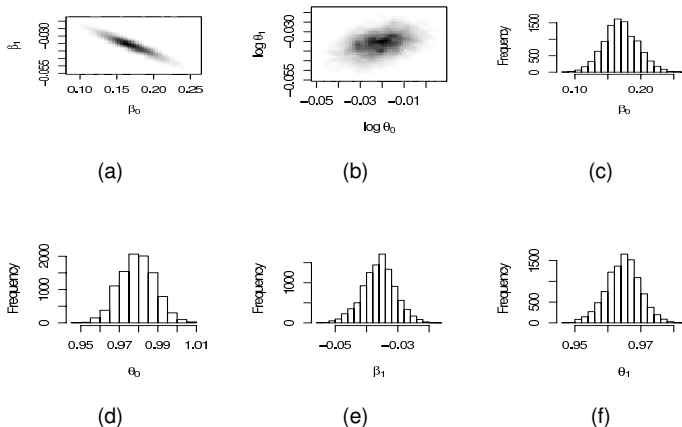 β1
−0.055 −0.030
0.10 0.15 0.20 0.25
β0
(a)
log θ1
−0.055 −0.030
−0.05 −0.03 −0.01
log θ0
(b)
Frequency
0 500 1500
0.10 0.20
β0
(c)
Frequency
0 1000 2000
0.95 0.97 0.99 1.01
θ0
(d)
Frequency
0 1000
−0.05 −0.03
β1
(e)
Frequency
0 500 1500
0.95 0.97
θ1
(f)